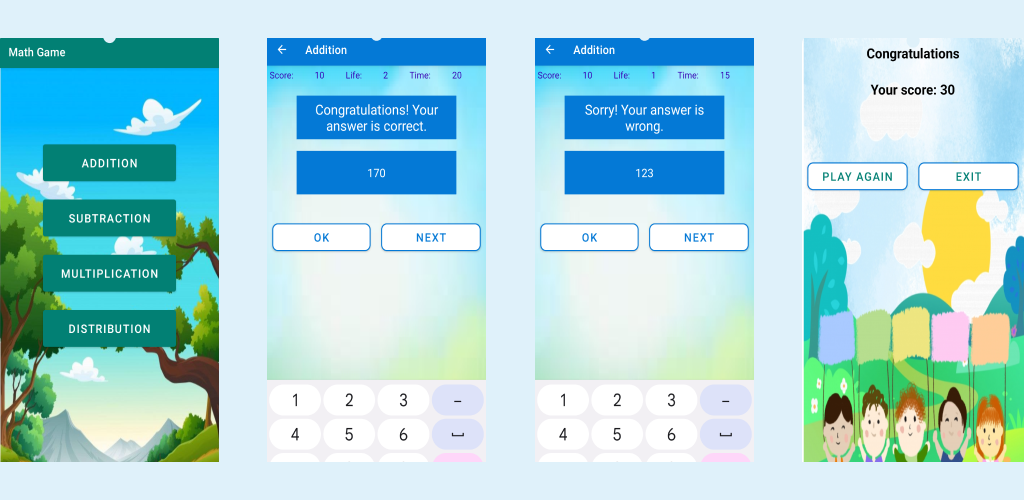 Math Game
ADDITION
SUBTRACTION
MULTIPLICATION
DISTRIBUTION
Addition
Score: 10 Life: 2 Time: 20
Congratulations! Your
answer is correct.
170
OK NEXT
1 2 3 –
4 5 6
Addition
Score: 10 Life: 1 Time: 15
Sorry! Your answer is
wrong.
123
OK NEXT
1 2 3 –
4 5 6
Congratulations
Your score: 30
PLAY AGAIN EXIT